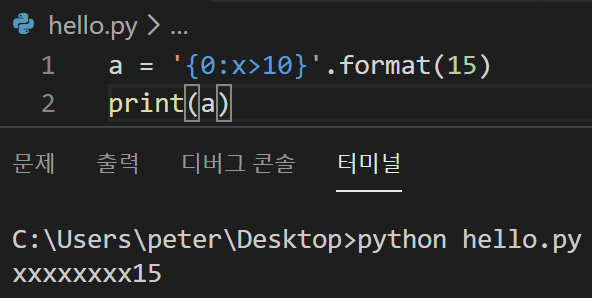 hello.py > ...
1 a = '{0:x>10}'.format(15)
2 print(a)
문제 출력 디버그 콘솔 터미널
C:\Users\peter\Desktop>python hello.py
xxxxxxxx15